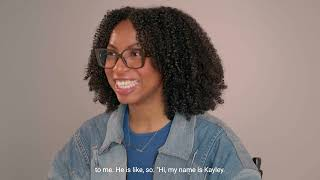 to me. He is like, so. "Hi, my name is Kayley.